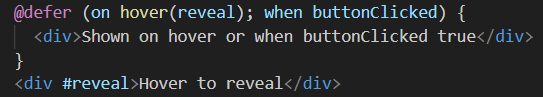 @defer (on hover(reveal); when buttonClicked) {
  <div>Shown on hover or when buttonClicked true</div>
}
<div #reveal>Hover to reveal</div>